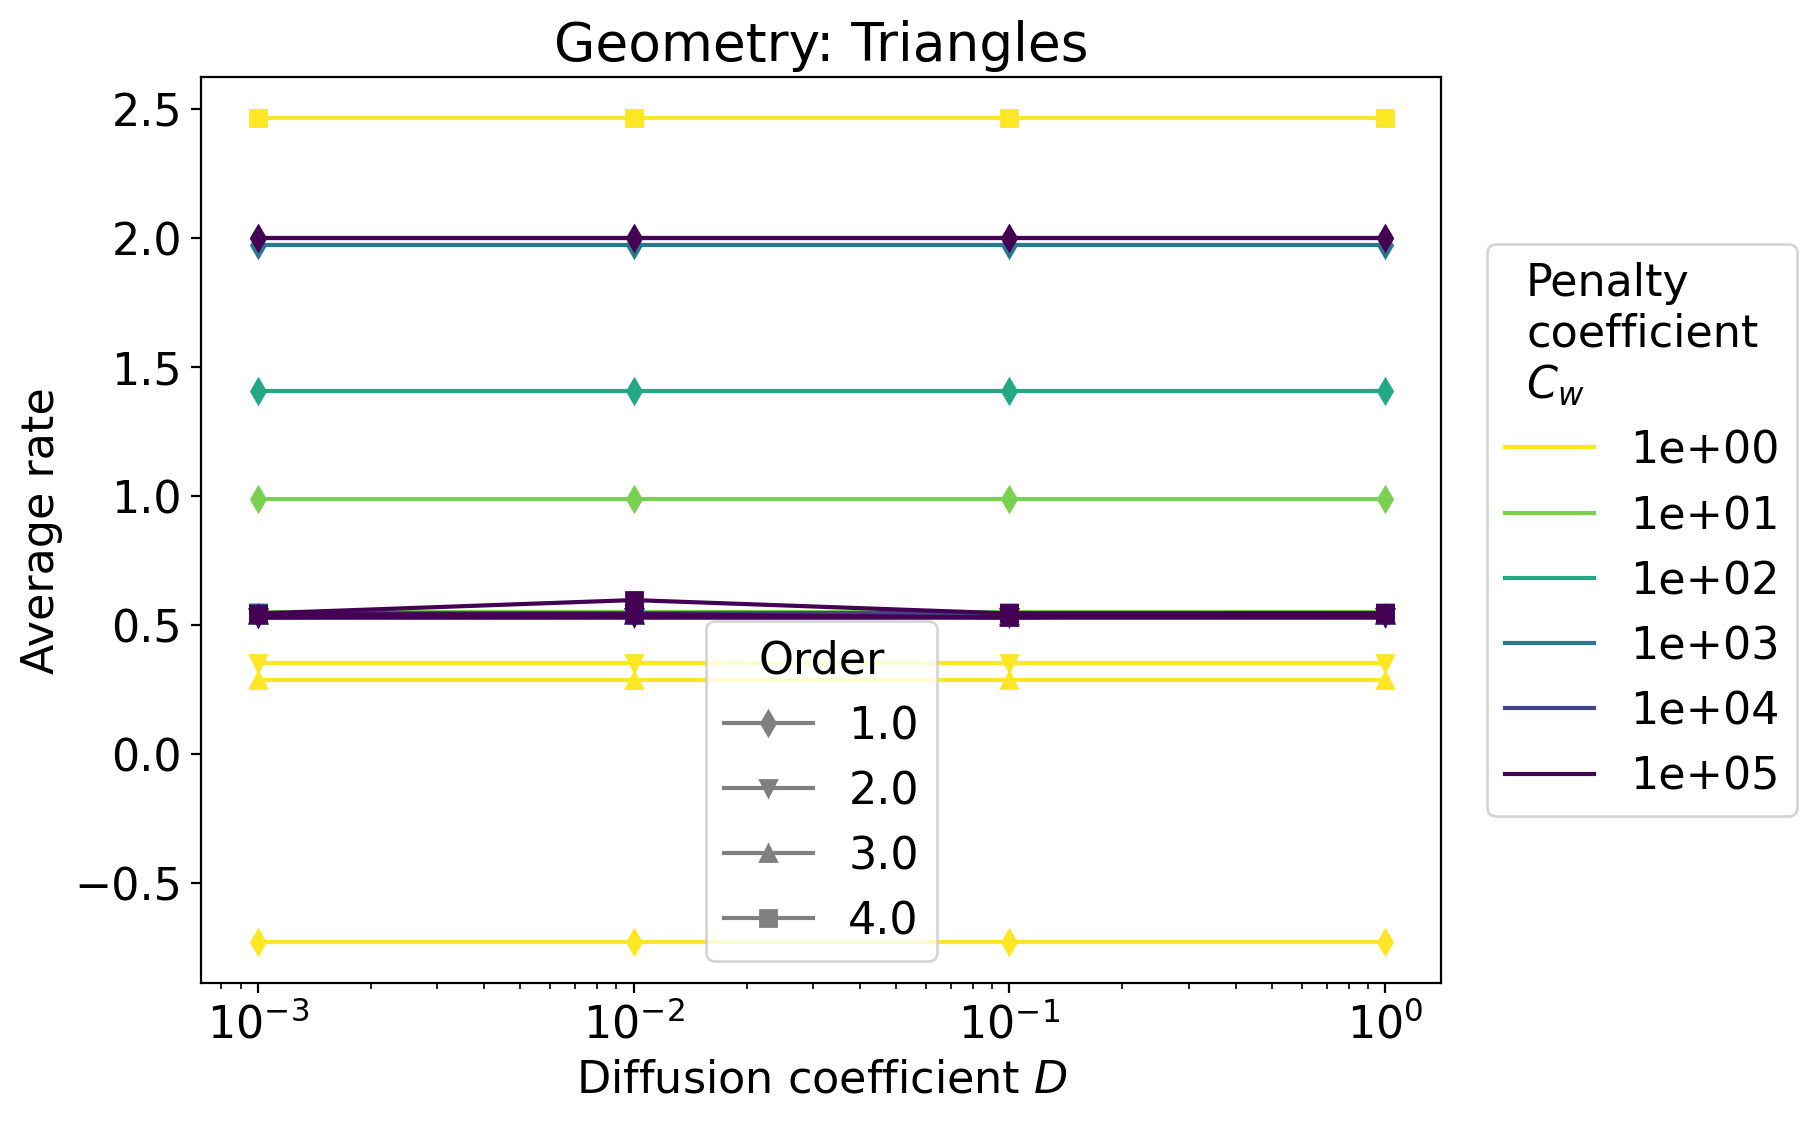 Geometry: Triangles
2.5
2.0
1.5
1.0
0.5
0.0
−0.5
Average rate
10⁻³
10⁻²
10⁻¹
10⁰
Diffusion coefficient D
Order
1.0
2.0
3.0
4.0
Penalty
coefficient
C_w
1e+00
1e+01
1e+02
1e+03
1e+04
1e+05